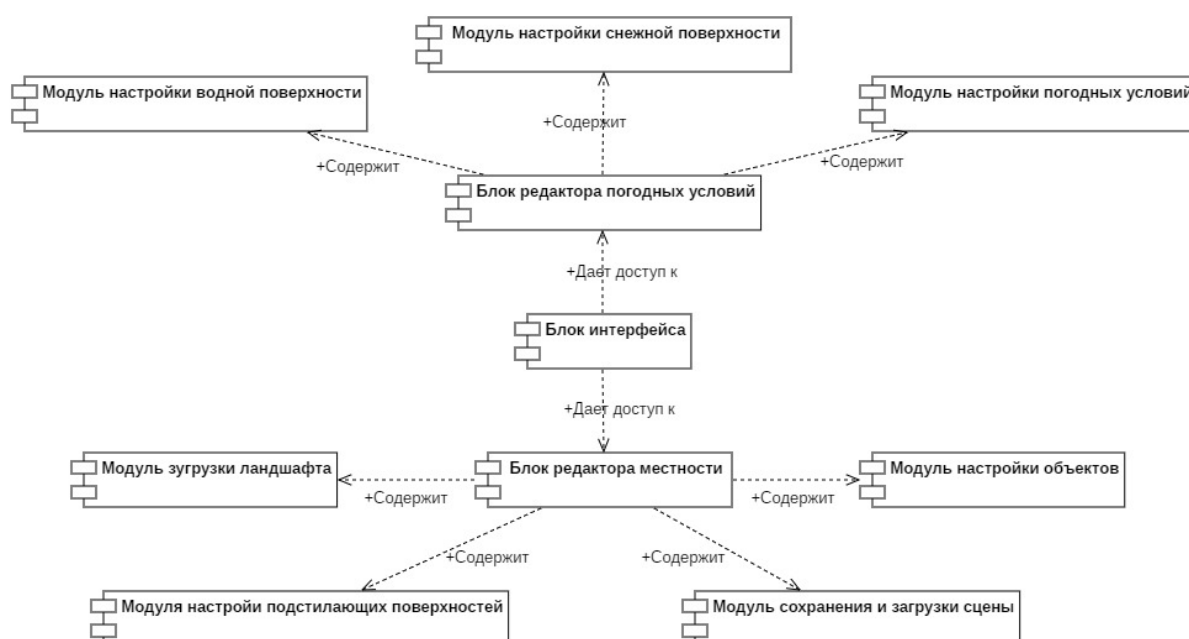 Модуль настройки снежной поверхности
Модуль настройки водной поверхности
Модуль настройки погодных условий
+Содержит
+Содержит
+Содержит
Блок редактора погодных условий
+Дает доступ к
Блок интерфейса
+Дает доступ к
Модуль зугрузки ландшафта
Блок редактора местности
Модуль настройки объектов
+Содержит
+Содержит
+Содержит
+Содержит
Модуля настройи подстилающих поверхностей
Модуль сохранения и загрузки сцены